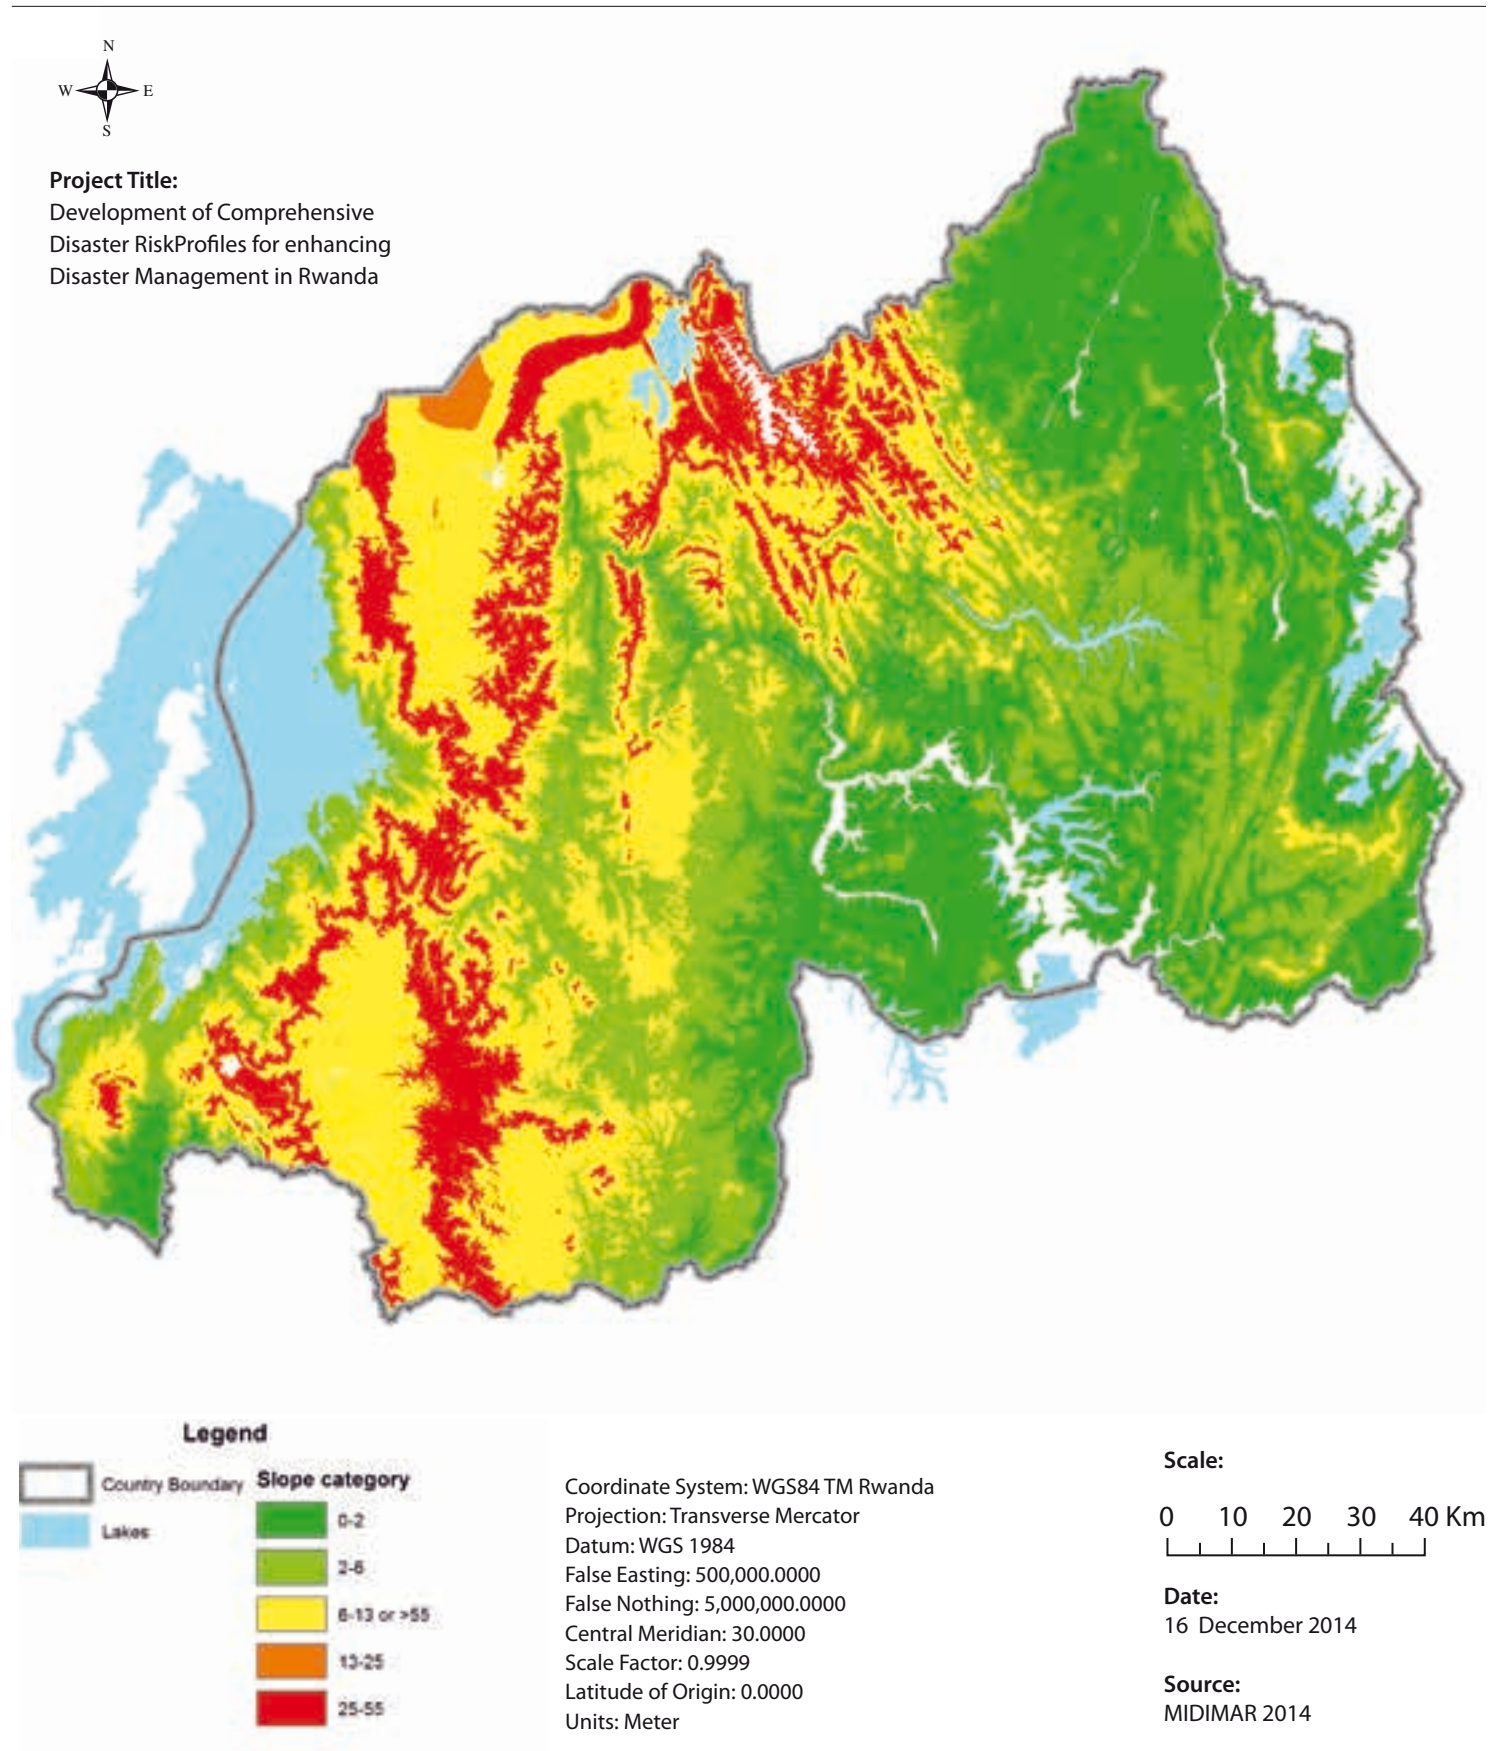 N
W E
S
Project Title:
Development of Comprehensive
Disaster RiskProfiles for enhancing
Disaster Management in Rwanda
Legend
Country Boundary
Lakes
Slope category
0-2
2-6
6-13 or >55
13-25
25-55
Coordinate System: WGS84 TM Rwanda
Projection: Transverse Mercator
Datum: WGS 1984
False Easting: 500,000.0000
False Nothing: 5,000,000.0000
Central Meridian: 30.0000
Scale Factor: 0.9999
Latitude of Origin: 0.0000
Units: Meter
Scale:
0 10 20 30 40 Km
Date:
16 December 2014
Source:
MIDIMAR 2014